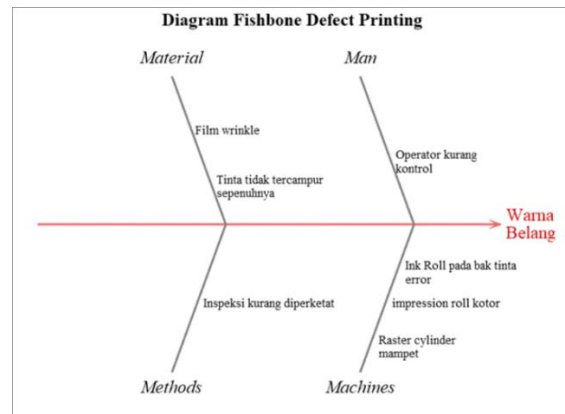 Diagram Fishbone Defect Printing
Material
Man
Film wrinkle
Tinta tidak tercampur
sepenuhnya
Operator kurang
kontrol
Warna
Belang
Inspeksi kurang diperketat
Ink Roll pada bak tinta
error
impression roll kotor
Raster cylinder
mampet
Methods
Machines